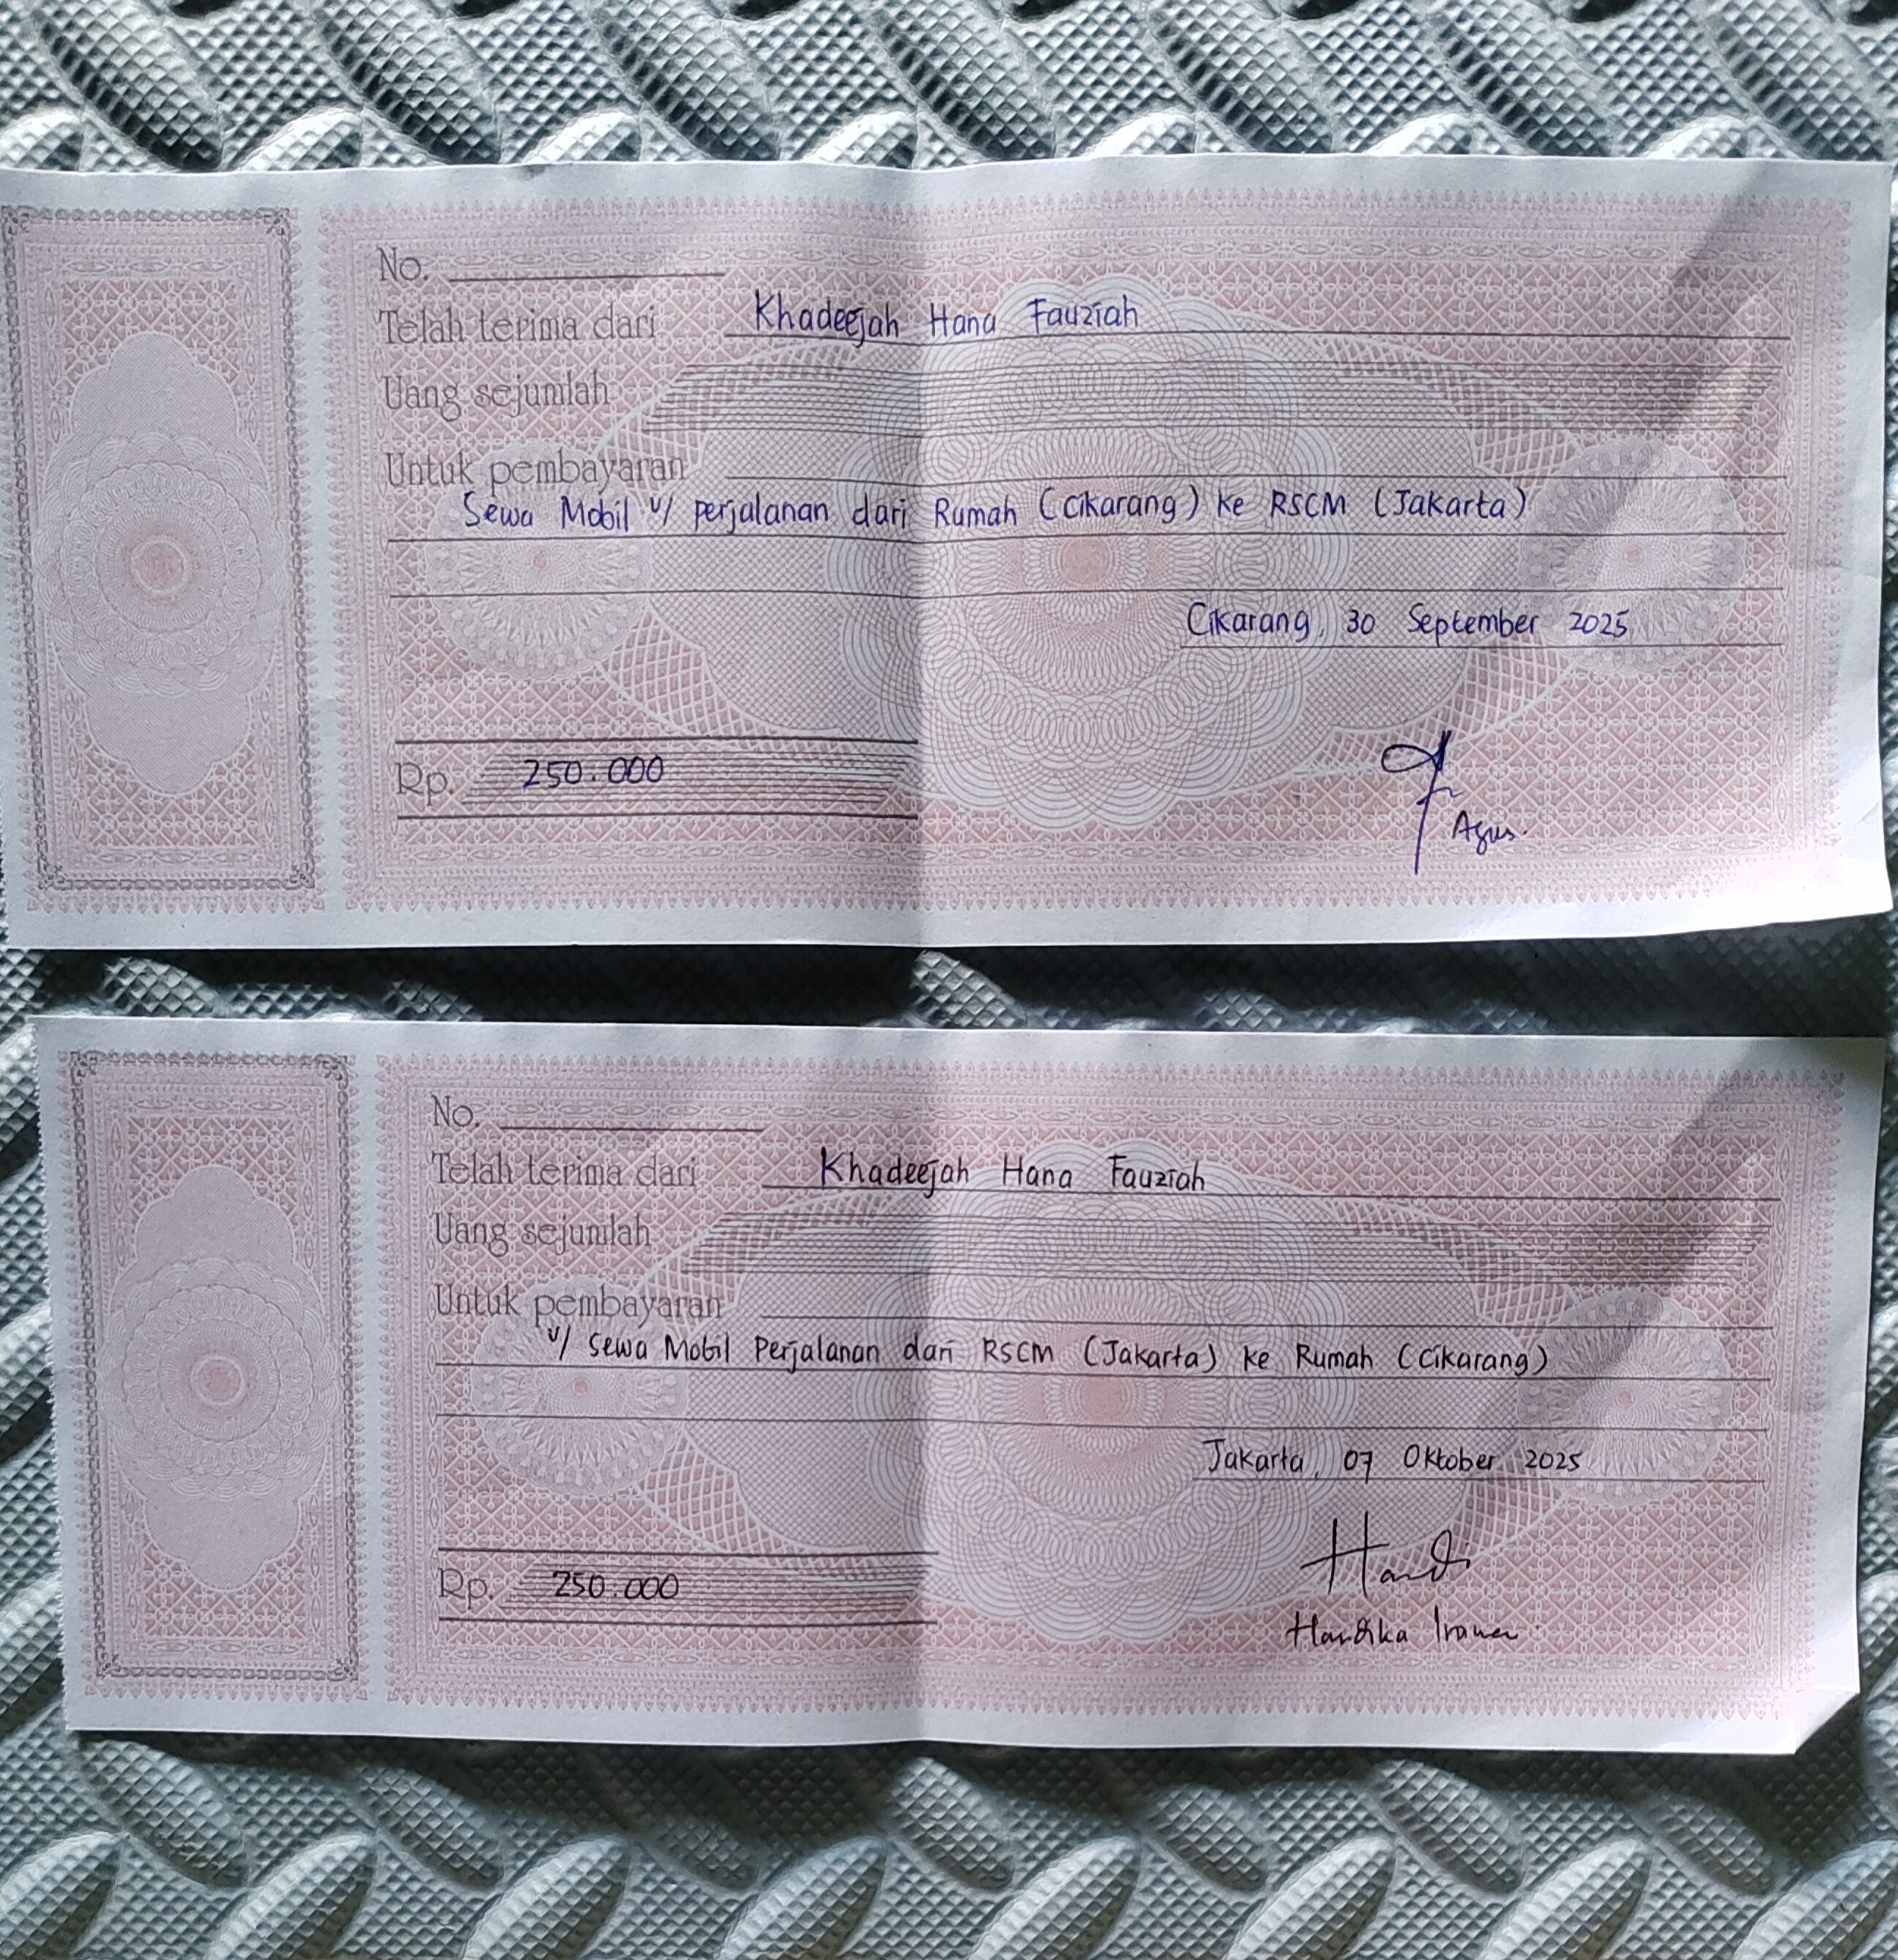 No.
Telah terima dari Khadeejah Hana Fauziah
Uang sejumlah
Untuk pembayaran
Sewa Mobil u/ perjalanan dari Rumah (Cikarang) ke RSCM (Jakarta)
Cikarang, 30 September 2025
Rp. 250.000
Agus.
No.
Telah terima dari Khadeejah Hana Fauziah
Uang sejumlah
Untuk pembayaran
u/ Sewa Mobil Perjalanan dari RSCM (Jakarta) ke Rumah (Cikarang)
Jakarta, 07 Oktober 2025
Rp. 250.000
Handika